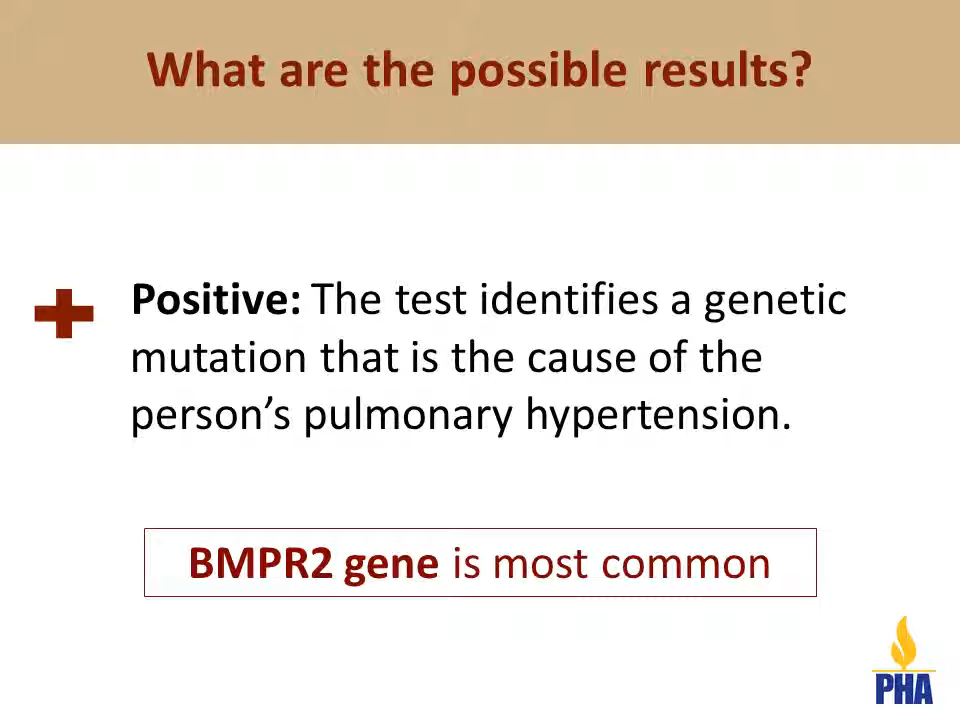 What are the possible results?
Positive: The test identifies a genetic
mutation that is the cause of the
person’s pulmonary hypertension.
BMPR2 gene is most common
PHA